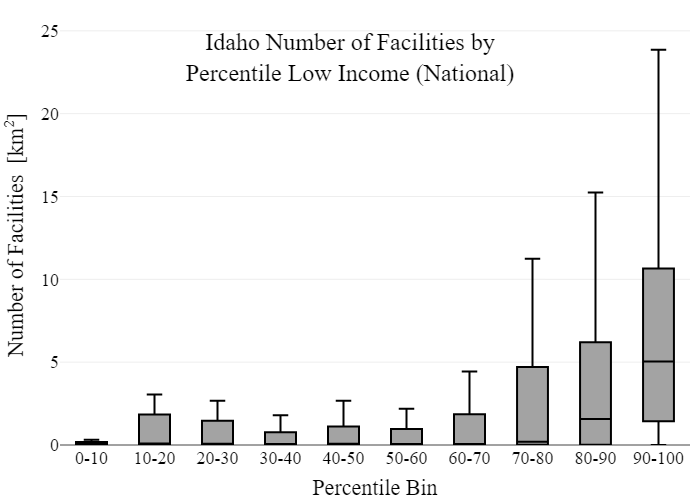 Idaho Number of Facilities by
Percentile Low Income (National)
Number of Facilities [km²]
25
20
15
10
5
0
0-10 10-20 20-30 30-40 40-50 50-60 60-70 70-80 80-90 90-100
Percentile Bin